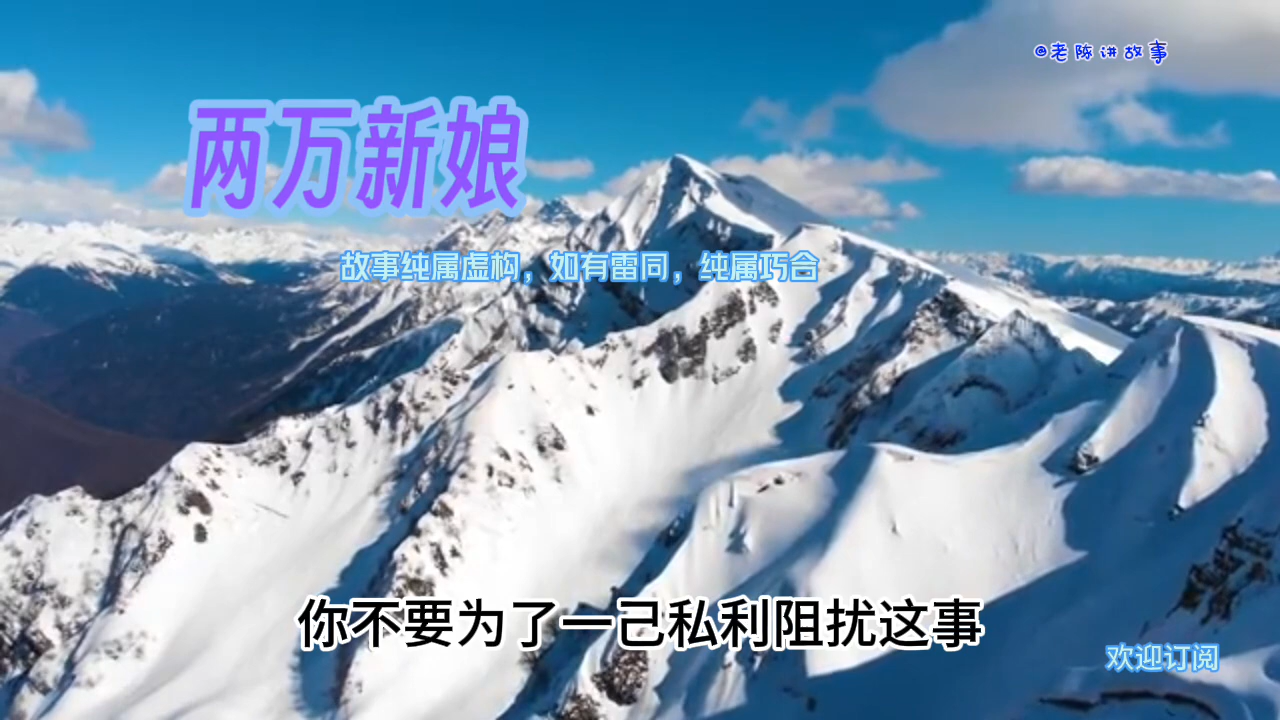 @老陈讲故事
两万新娘
故事纯属虚构，如有雷同，纯属巧合
你不要为了一己私利阻扰这事
欢迎订阅